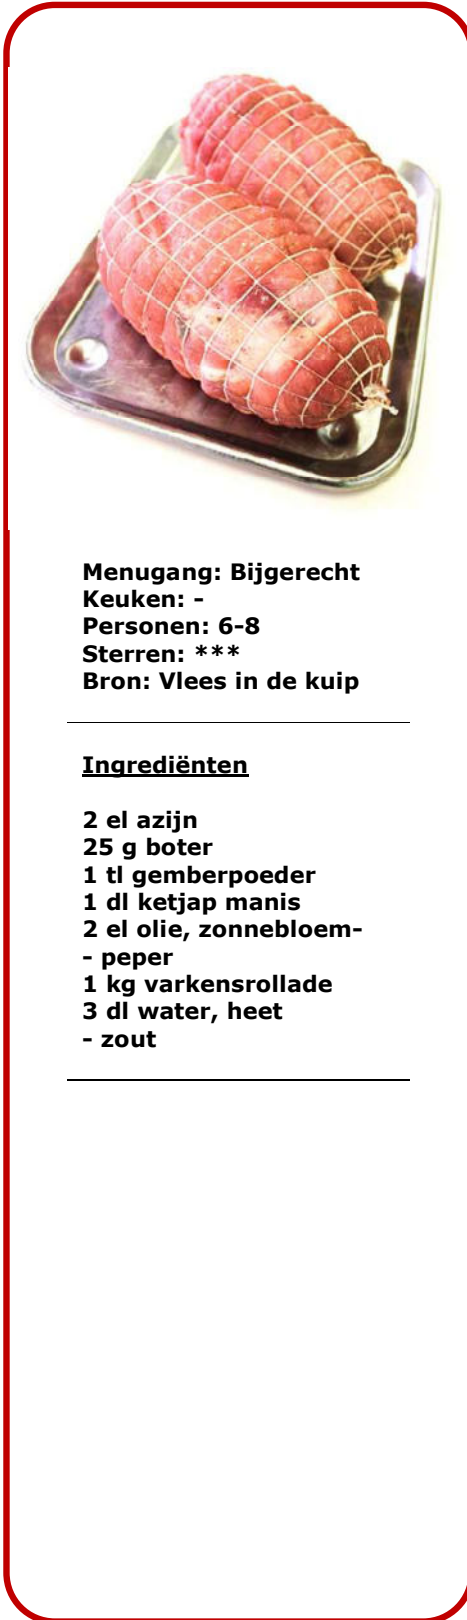 Menugang: Bijgerecht
Keuken: -
Personen: 6-8
Sterren: ***
Bron: Vlees in de kuip
Ingrediënten
2 el azijn
25 g boter
1 tl gemberpoeder
1 dl ketjap manis
2 el olie, zonnebloem-
- peper
1 kg varkensrollade
3 dl water, heet
- zout